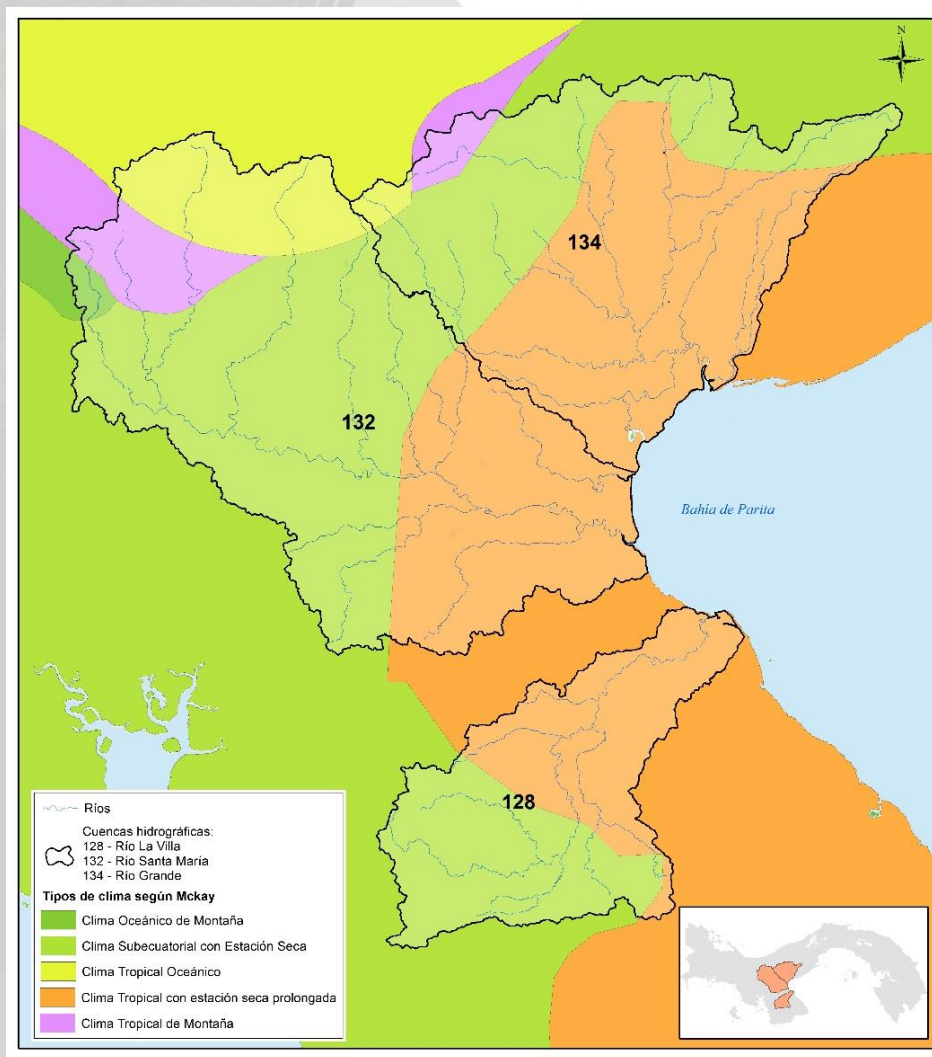 N
134
132
Bahía de Parita
128
Ríos
Cuencas hidrográficas:
128 - Río La Villa
132 - Río Santa María
134 - Río Grande
Tipos de clima según Mckay
Clima Oceánico de Montaña
Clima Subecuatorial con Estación Seca
Clima Tropical Oceánico
Clima Tropical con estación seca prolongada
Clima Tropical de Montaña